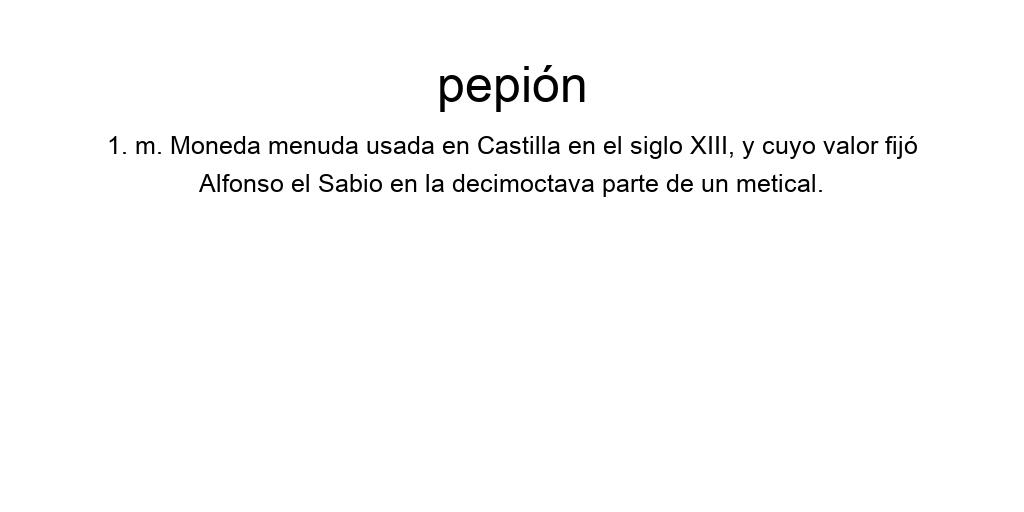 pepión
1. m. Moneda menuda usada en Castilla en el siglo XIII, y cuyo valor fijó
Alfonso el Sabio en la decimoctava parte de un metical.